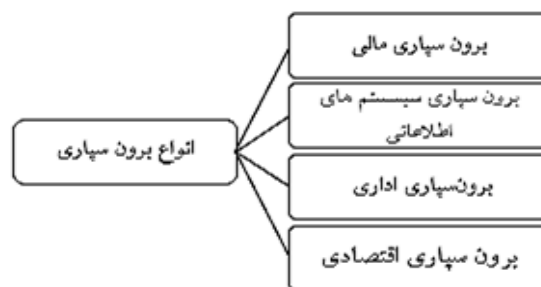 برون سپاری مالی
برون سپاری سیستم های
اطلاعاتی
انواع برون سپاری
برون‌سپاری اداری
برون سپاری اقتصادی